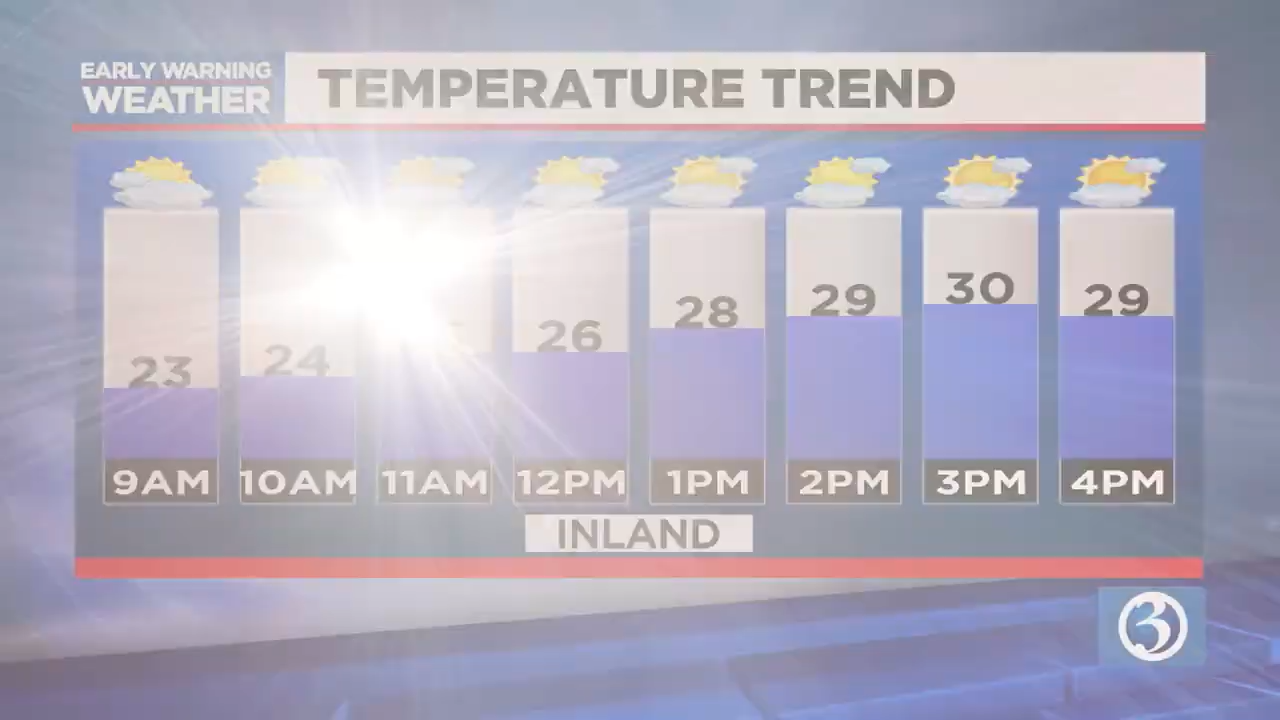 EARLY WARNING
WEATHER
TEMPERATURE TREND
23
24
26
28
29
30
29
9AM
10AM
11AM
12PM
1PM
2PM
3PM
4PM
INLAND
3